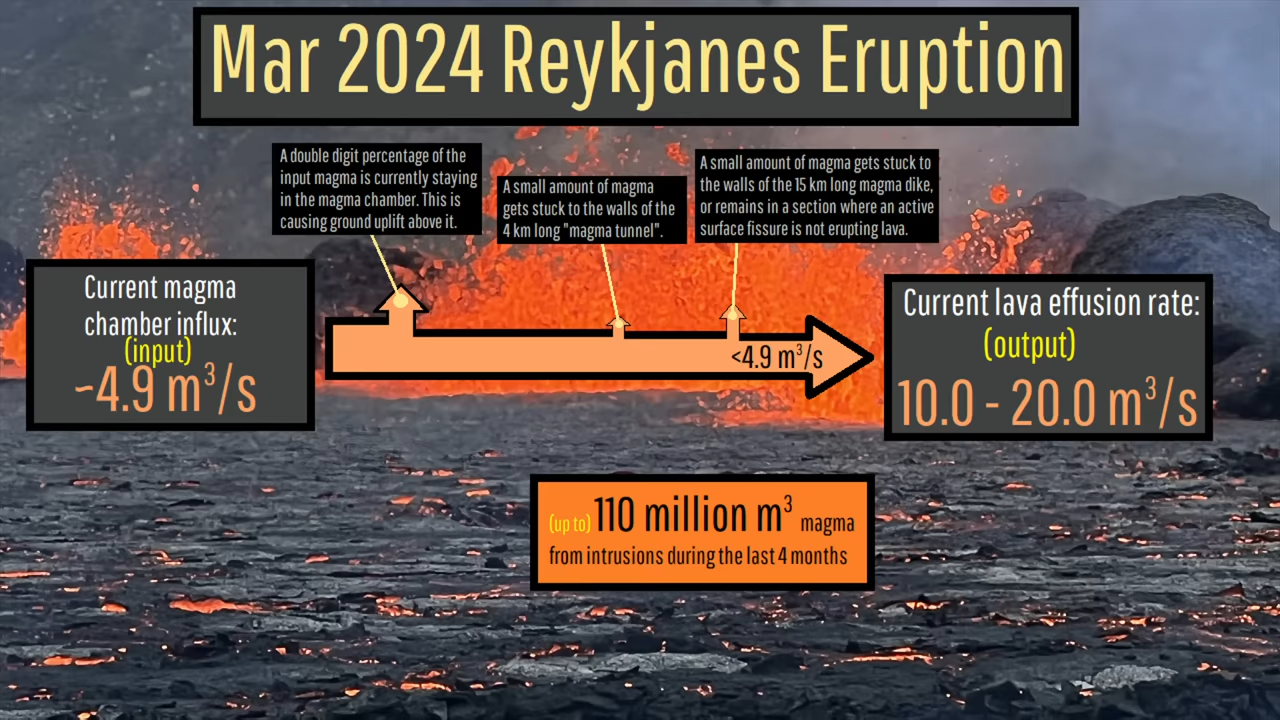 Mar 2024 Reykjanes Eruption
A double digit percentage of the
input magma is currently staying
in the magma chamber. This is
causing ground uplift above it.
A small amount of magma
gets stuck to the walls of the
4 km long "magma tunnel".
A small amount of magma gets stuck to
the walls of the 15 km long magma dike,
or remains in a section where an active
surface fissure is not erupting lava.
Current magma
chamber influx:
(input)
~4.9 m³/s
<4.9 m³/s
Current lava effusion rate:
(output)
10.0 - 20.0 m³/s
(up to) 110 million m³ magma
from intrusions during the last 4 months